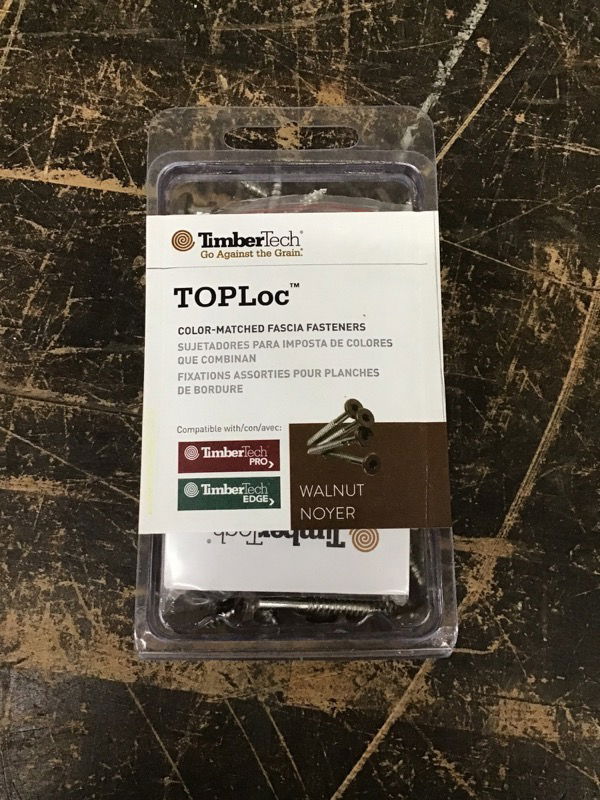 TimberTech®
Go Against the Grain.®
TOPLoc™
COLOR-MATCHED FASCIA FASTENERS
SUJETADORES PARA IMPOSTA DE COLORES
QUE COMBINAN
FIXATIONS ASSORTIES POUR PLANCHES
DE BORDURE
Compatible with/con/avec:
TimberTech
PRO
TimberTech
EDGE
WALNUT
NOYER
TimberTech®